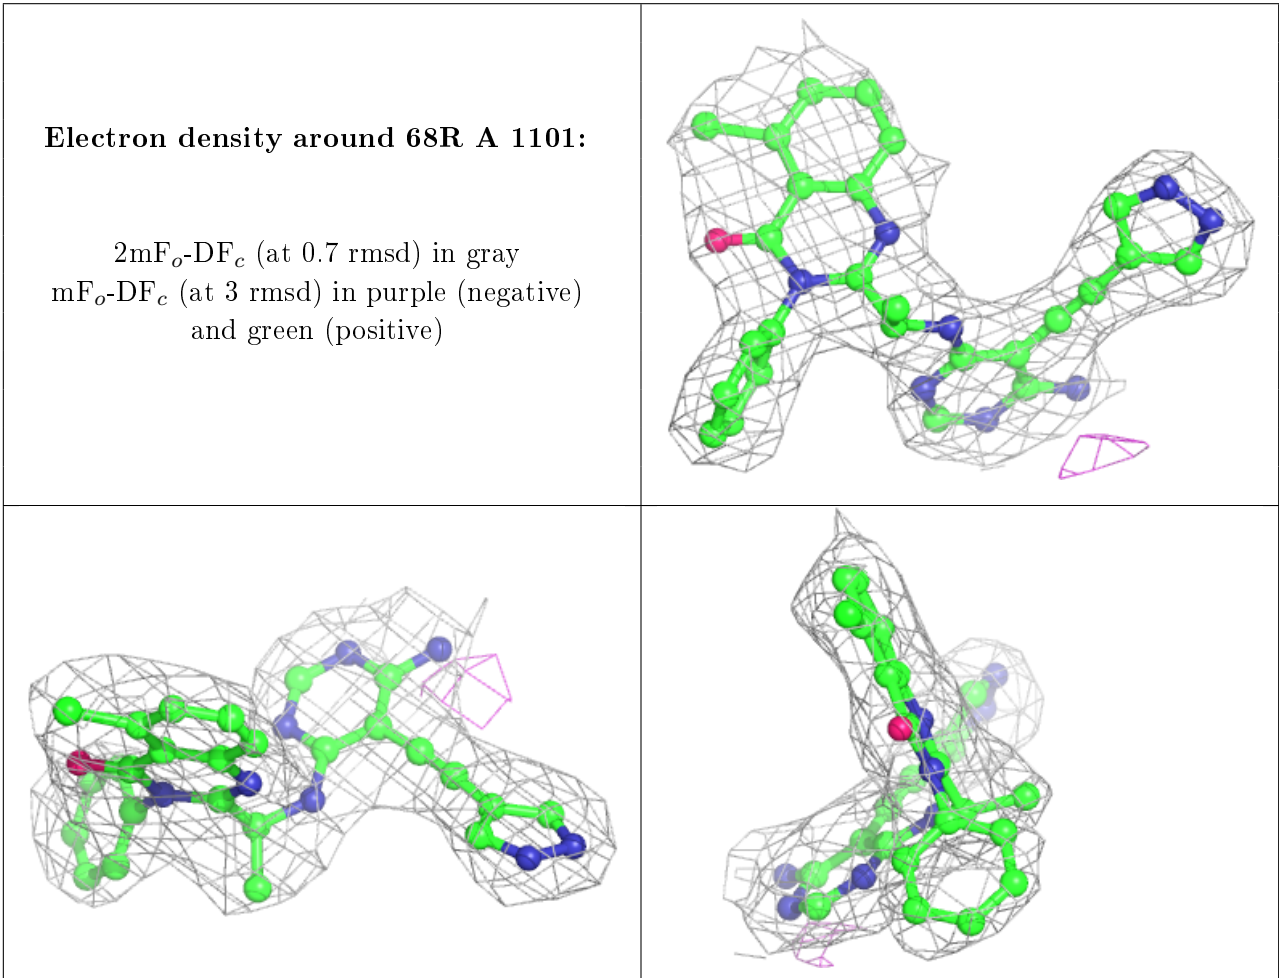 Electron density around 68R A 1101:
2mFo-DFc (at 0.7 rmsd) in gray
mFo-DFc (at 3 rmsd) in purple (negative)
and green (positive)